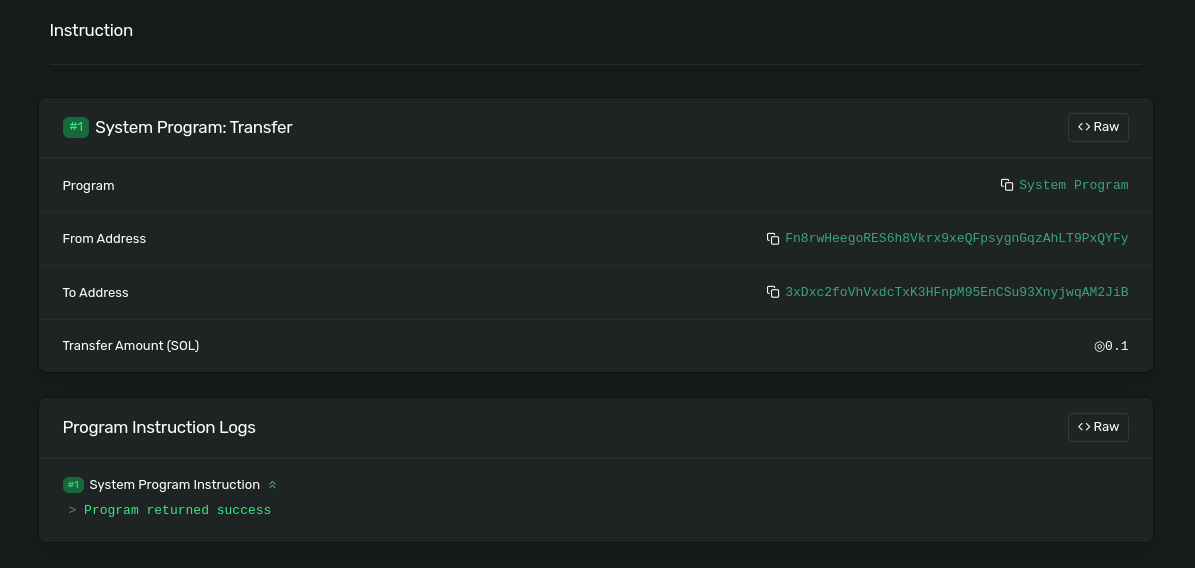 Instruction
#1 System Program: Transfer
Raw
Program
System Program
From Address
Fn8rwHeegoRES6h8Vkrx9xeQFpsygnGqzAhLT9PxQYFy
To Address
3xDxc2foVhVxdcTxK3HFnpM95EnCSu93XnyjwqAM2JiB
Transfer Amount (SOL)
◎0.1
Program Instruction Logs
Raw
#1 System Program Instruction
> Program returned success